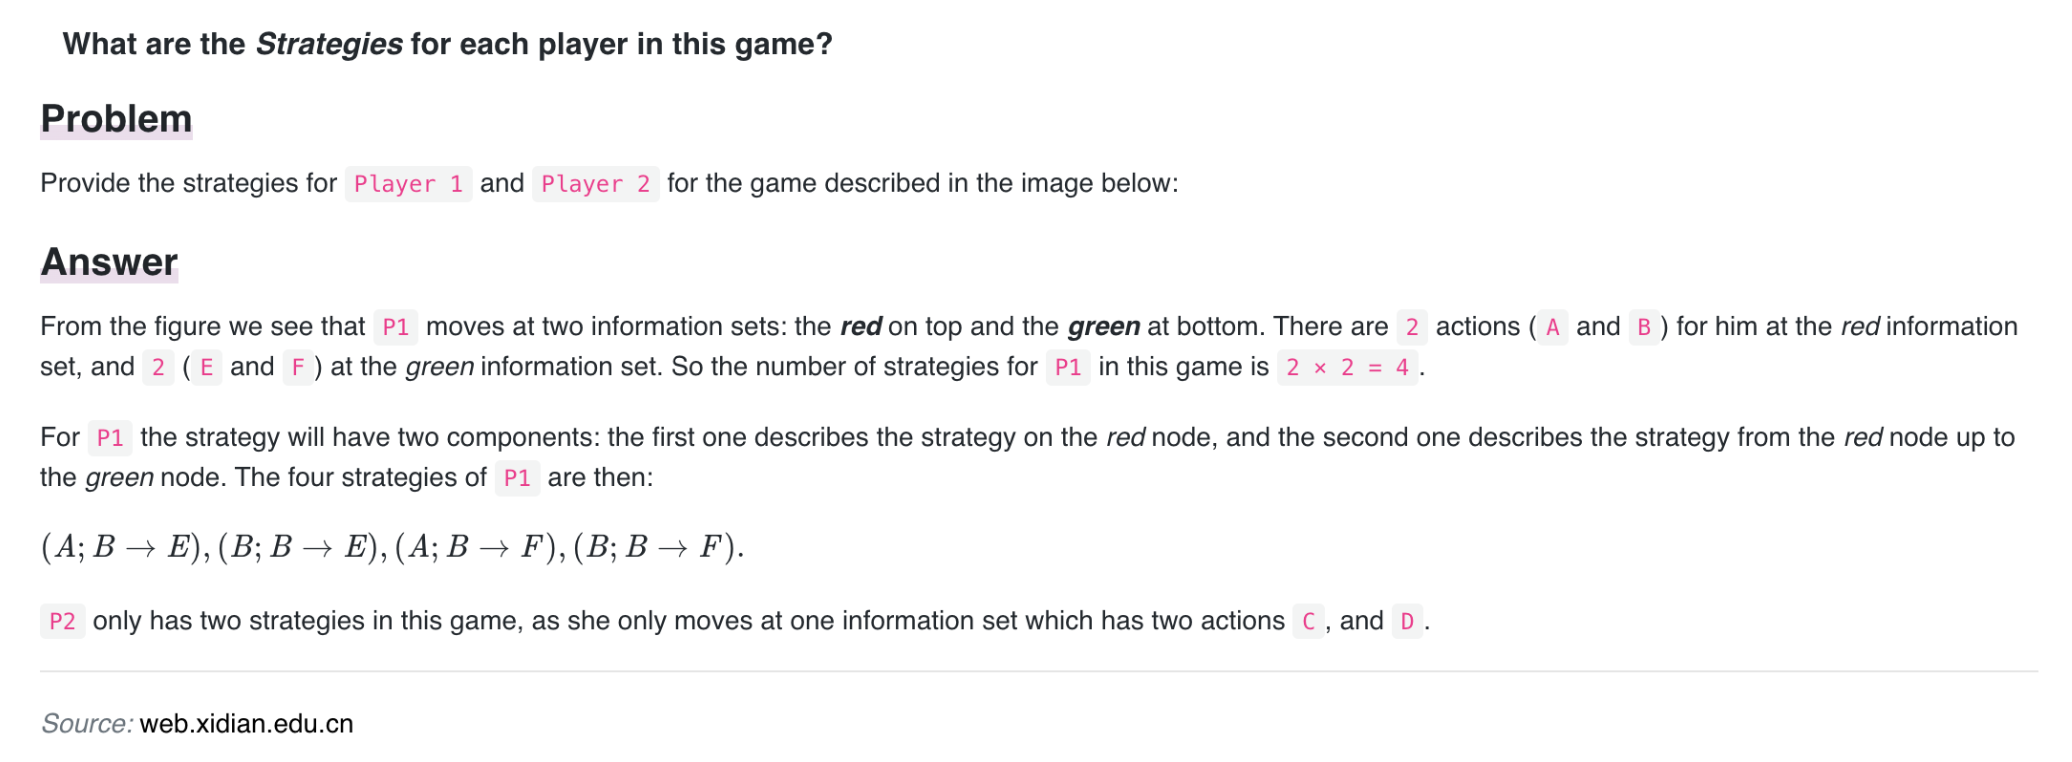 What are the Strategies for each player in this game?
Problem
Provide the strategies for Player 1 and Player 2 for the game described in the image below:
Answer
From the figure we see that P1 moves at two information sets: the red on top and the green at bottom. There are 2 actions ( A and B ) for him at the red information
set, and 2 ( E and F ) at the green information set. So the number of strategies for P1 in this game is 2 × 2 = 4 .
For P1 the strategy will have two components: the first one describes the strategy on the red node, and the second one describes the strategy from the red node up to
the green node. The four strategies of P1 are then:
(A; B → E), (B; B → E), (A; B → F), (B; B → F).
P2 only has two strategies in this game, as she only moves at one information set which has two actions C , and D .
Source: web.xidian.edu.cn